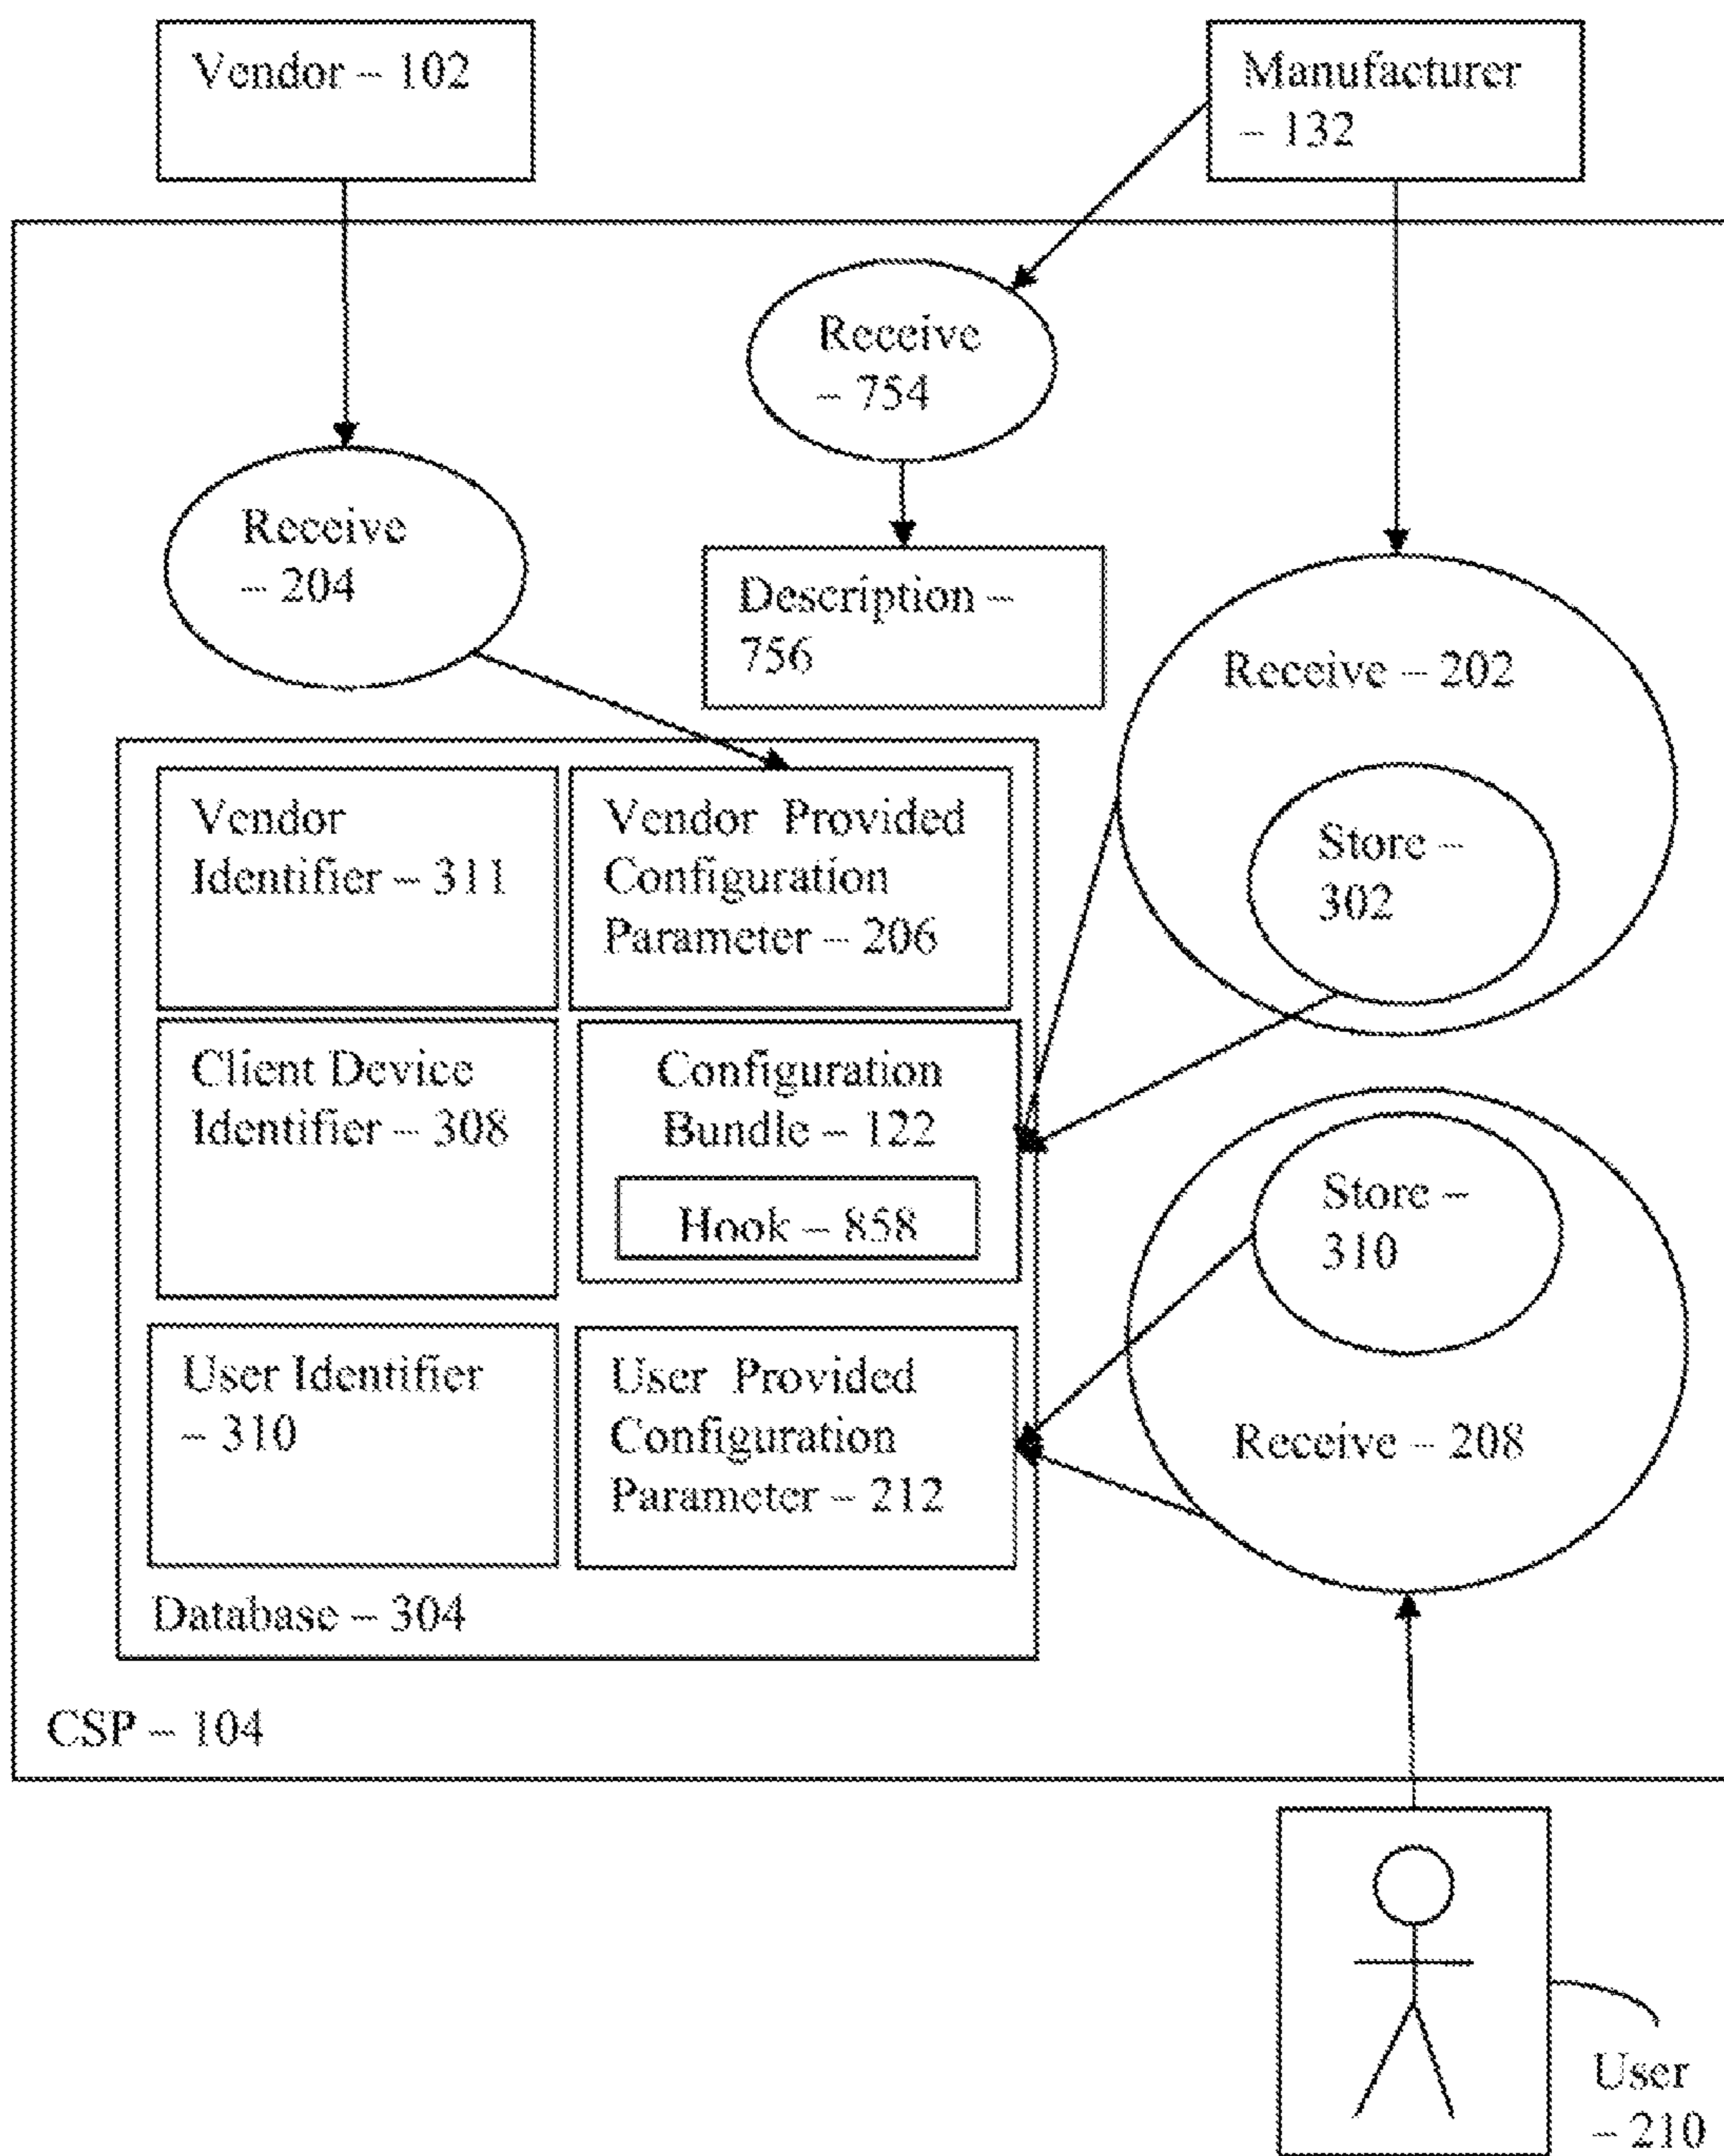 Vendor – 102
Manufacturer
– 132
Receive
– 754
Receive
– 204
Description –
756
Receive – 202
Store –
302
Vendor
Identifier – 311
Vendor Provided
Configuration
Parameter – 206
Client Device
Identifier – 308
Configuration
Bundle – 122
Hook – 858
Store –
310
Receive – 208
User Identifier
– 310
User Provided
Configuration
Parameter – 212
Database – 304
CSP – 104
User
– 210